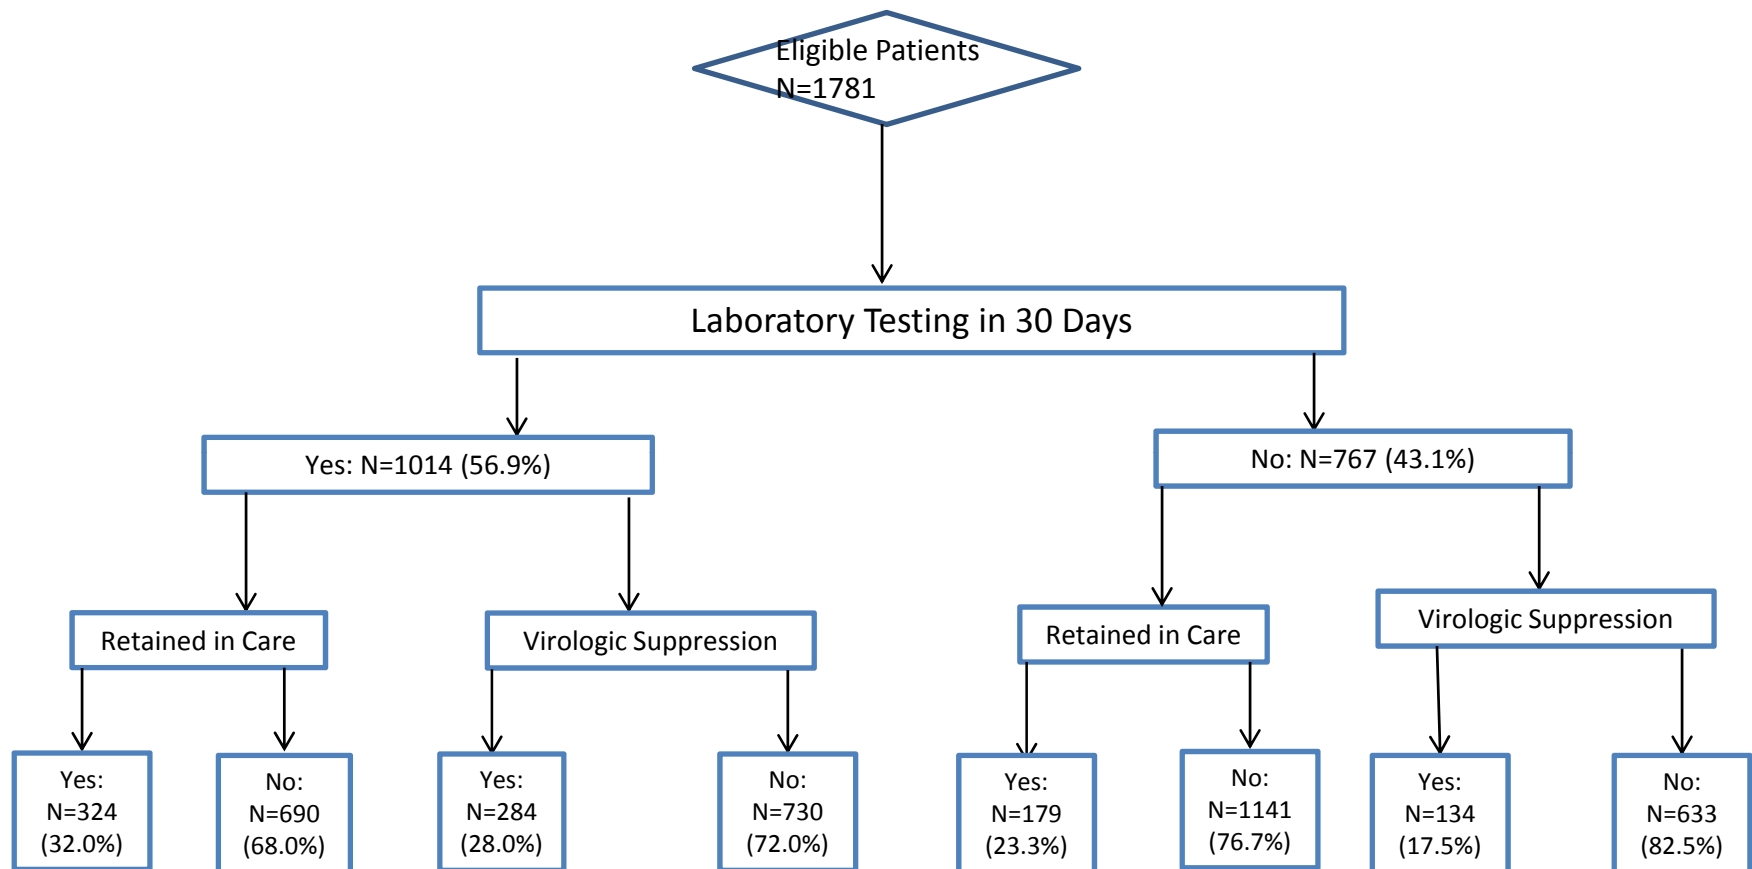 Eligible Patients
N=1781
Laboratory Testing in 30 Days
Yes: N=1014 (56.9%)
No: N=767 (43.1%)
Retained in Care
Virologic Suppression
Retained in Care
Virologic Suppression
Yes:
N=324
(32.0%)
No:
N=690
(68.0%)
Yes:
N=284
(28.0%)
No:
N=730
(72.0%)
Yes:
N=179
(23.3%)
No:
N=1141
(76.7%)
Yes:
N=134
(17.5%)
No:
N=633
(82.5%)